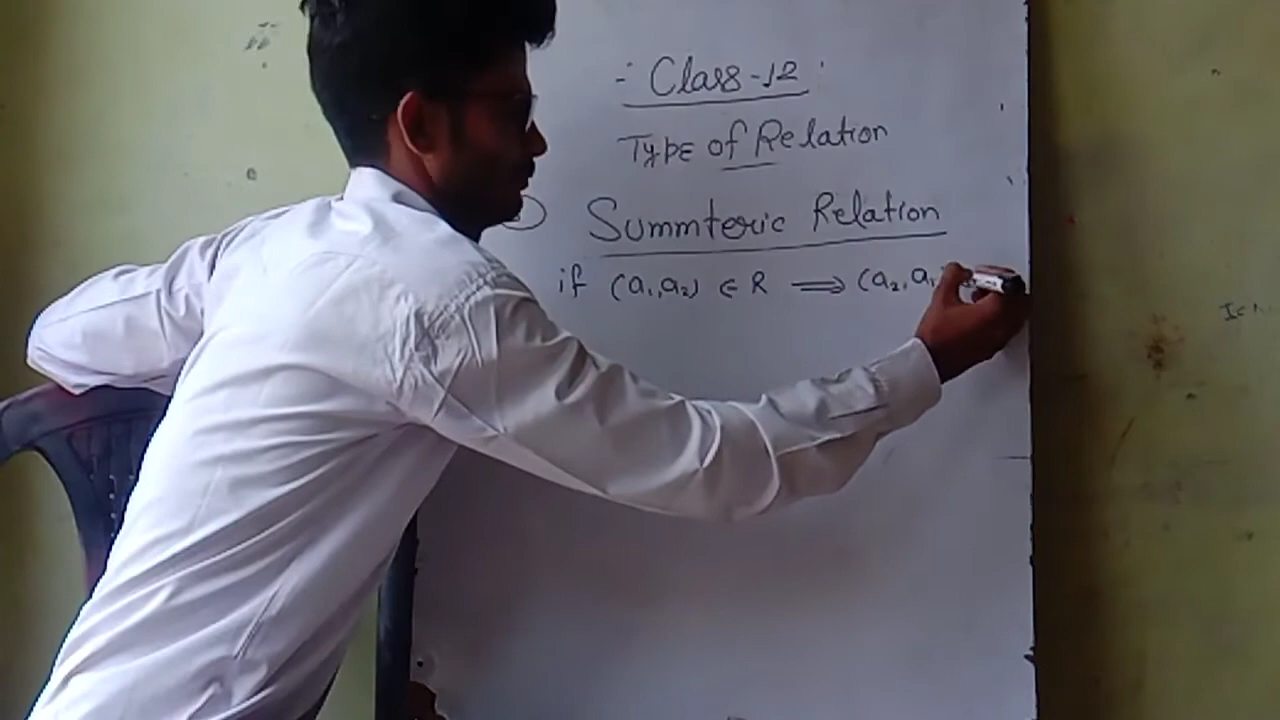 Class-12
Type of Relation
Summteric Relation
if (a₁,a₂) ∈ R ⟹ (a₂,a₁